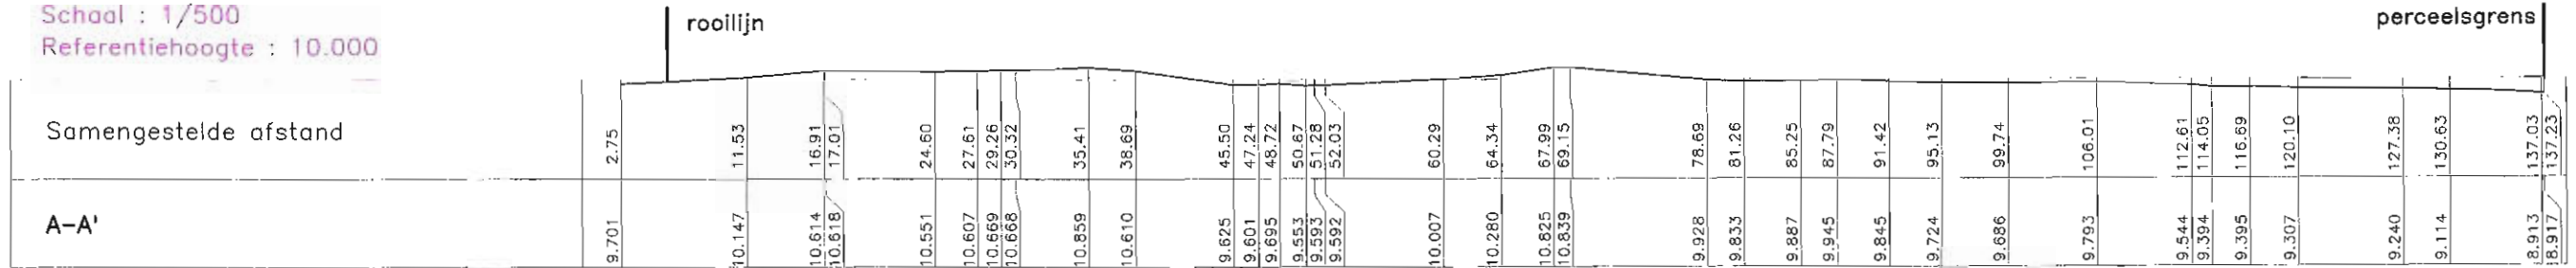 Schaal : 1/500
Referentiehoogte : 10.000
rooilijn
perceelsgrens
Samengestelde afstand
2.75 11.53 16.91 17.01 24.60 27.61 29.26 30.32 35.41 38.69 45.50 47.24 48.72 50.67 51.28 52.03 60.29 64.34 67.99 69.15 78.69 81.26 85.25 87.79 91.42 95.13 99.74 106.01 112.61 114.05 116.69 120.10 127.38 130.63 137.03 137.23
A-A'
9.701 10.147 10.614 10.618 10.551 10.607 10.669 10.668 10.859 10.610 9.625 9.601 9.695 9.553 9.593 9.592 10.007 10.280 10.825 10.839 9.928 9.833 9.887 9.945 9.845 9.724 9.686 9.793 9.544 9.394 9.395 9.307 9.240 9.114 8.913 8.917